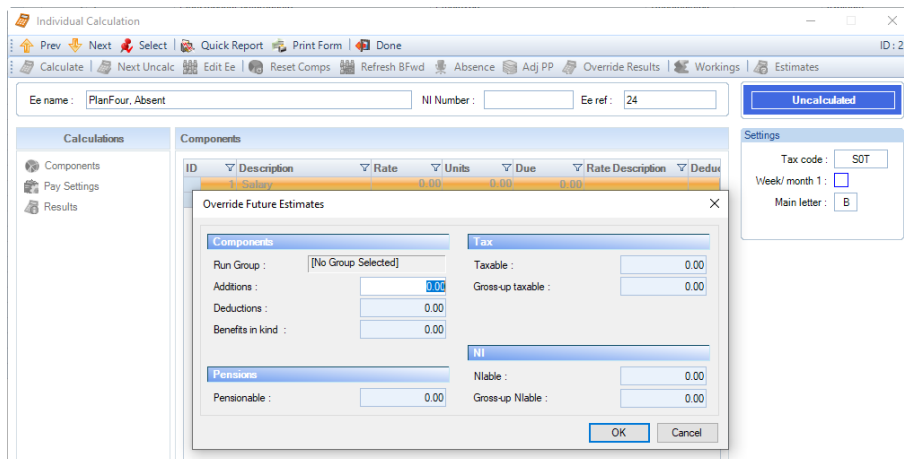 Individual Calculation
Prev Next Select Quick Report Print Form Done ID : 2
Calculate Next Uncalc Edit Ee Reset Comps Refresh BFwd Absence Adj PP Override Results Workings Estimates
Ee name : PlanFour, Absent NI Number : Ee ref : 24 Uncalculated
Calculations Components Settings
Components ID Description Rate Units Due Rate Description Deduc Tax code : S0T
Pay Settings 1 Salary 0.00 0.00 0.00 Week/ month 1 :
Results Main letter : B
Override Future Estimates
Components Tax
Run Group : [No Group Selected] Taxable : 0.00
Additions : 0.00 Gross-up taxable : 0.00
Deductions : 0.00
Benefits in kind : 0.00
NI
Pensions NIable : 0.00
Pensionable : 0.00 Gross-up NIable : 0.00
OK Cancel